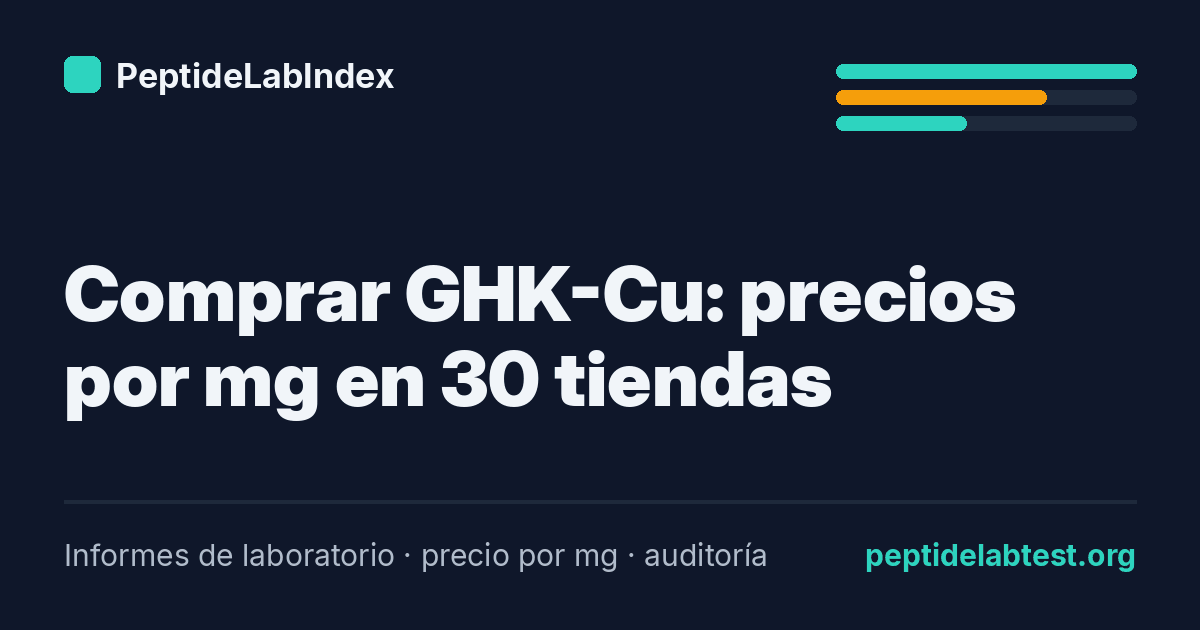 PeptideLabIndex
Comprar GHK-Cu: precios
por mg en 30 tiendas
Informes de laboratorio · precio por mg · auditoría
peptidelabtest.org